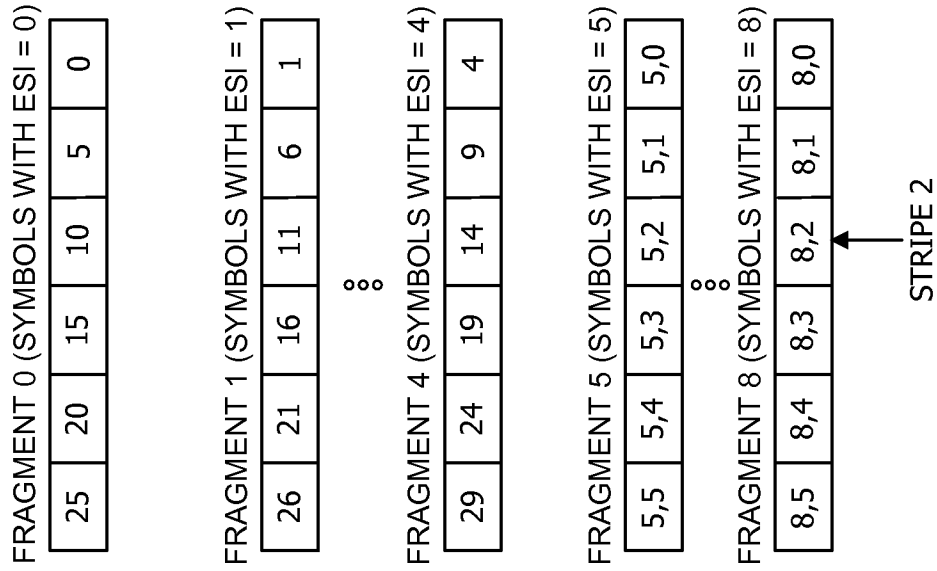 FRAGMENT 0 (SYMBOLS WITH ESI = 0)
25 20 15 10 5 0
FRAGMENT 1 (SYMBOLS WITH ESI = 1)
26 21 16 11 6 1
FRAGMENT 4 (SYMBOLS WITH ESI = 4)
29 24 19 14 9 4
FRAGMENT 5 (SYMBOLS WITH ESI = 5)
5,5 5,4 5,3 5,2 5,1 5,0
FRAGMENT 8 (SYMBOLS WITH ESI = 8)
8,5 8,4 8,3 8,2 8,1 8,0
STRIPE 2